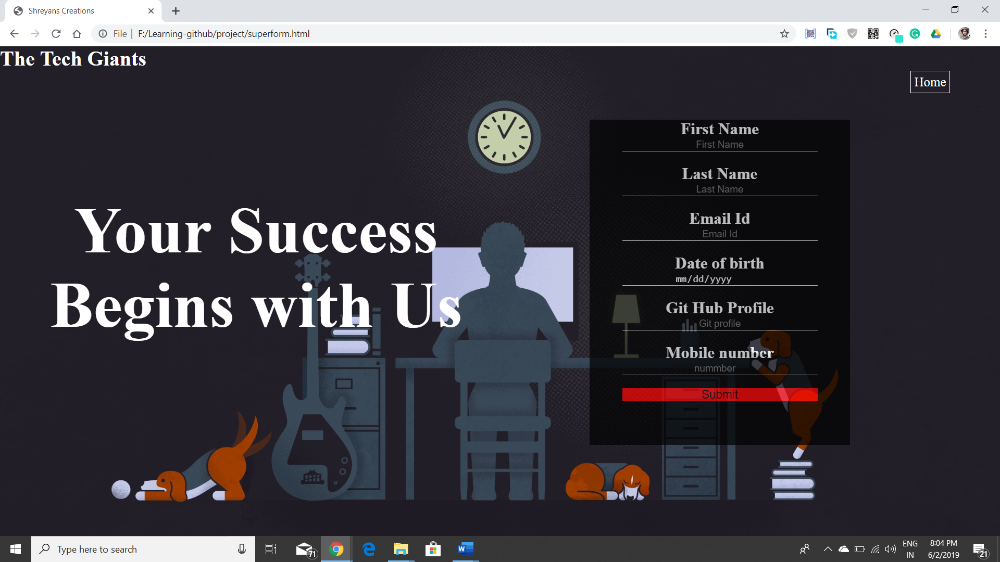 Shreyans Creations
File
F:/Learning-github/project/superform.html
The Tech Giants
Home
Your Success
Begins with Us
First Name
First Name
Last Name
Last Name
Email Id
Email Id
Date of birth
mm/dd/yyyy
Git Hub Profile
Git profile
Mobile number
nummber
Submit
Type here to search
71
ENG
IN
8:04 PM
6/2/2019
21